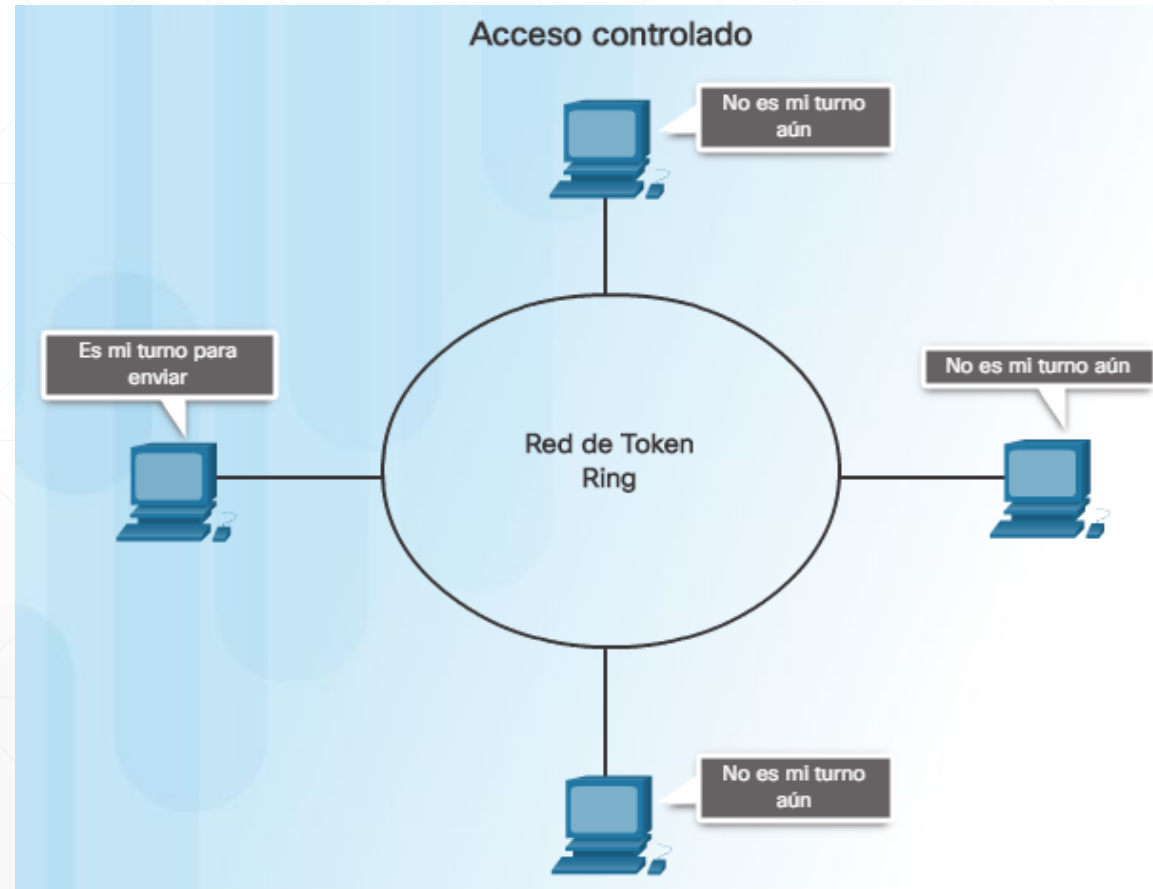 Acceso controlado
No es mi turno
aún
Es mi turno para
enviar
No es mi turno aún
Red de Token
Ring
No es mi turno
aún